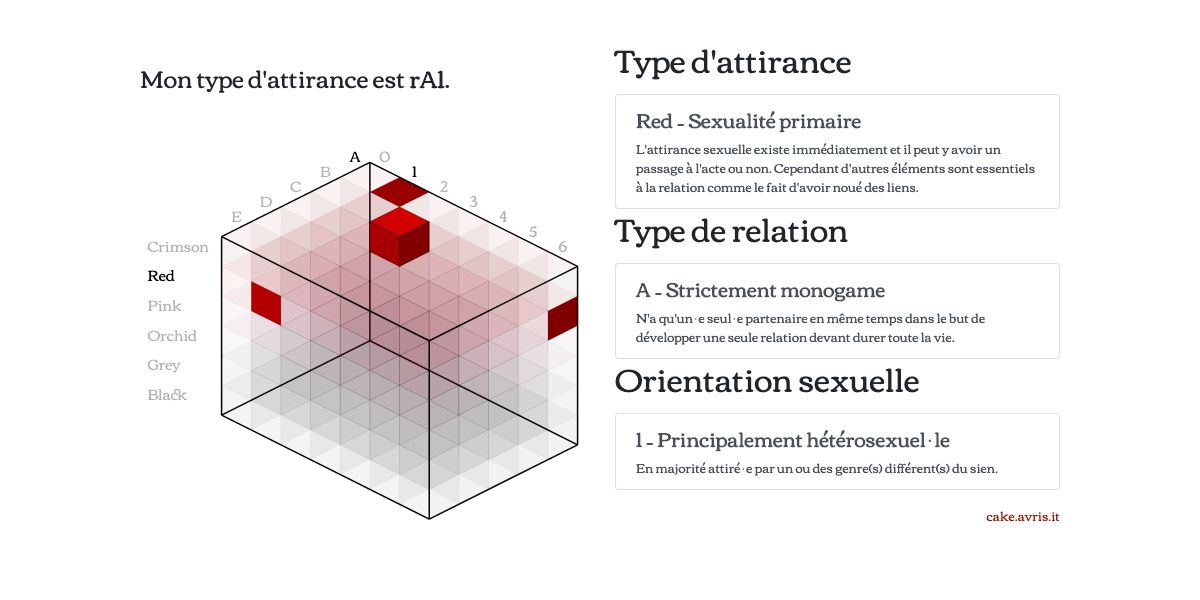 Mon type d'attirance est rA1.
A
B
C
D
E
0
1
2
3
4
5
6
Crimson
Red
Pink
Orchid
Grey
Black
Type d'attirance
Red - Sexualité primaire
L'attirance sexuelle existe immédiatement et il peut y avoir un
passage à l'acte ou non. Cependant d'autres éléments sont essentiels
à la relation comme le fait d'avoir noué des liens.
Type de relation
A - Strictement monogame
N'a qu'un·e seul·e partenaire en même temps dans le but de
développer une seule relation devant durer toute la vie.
Orientation sexuelle
1 - Principalement hétérosexuel·le
En majorité attiré·e par un ou des genre(s) différent(s) du sien.
cake.avris.it